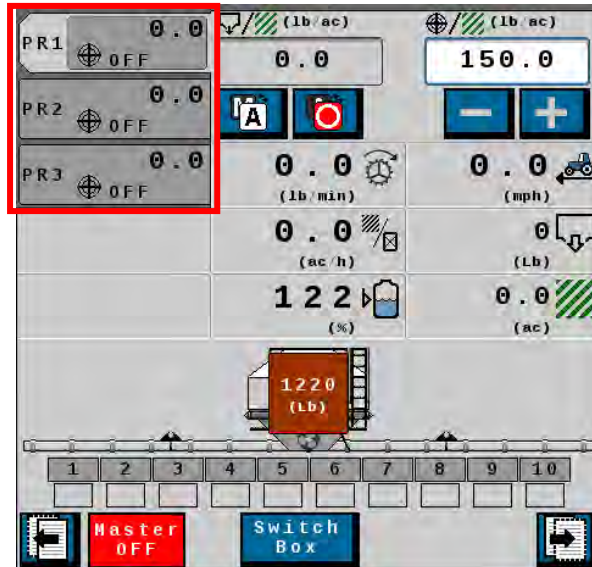 PR1 0.0
OFF
PR2 0.0
OFF
PR3 0.0
OFF
(lb/ac) (lb/ac)
0.0 150.0
A - +
0.0 0.0
(lb/min) (mph)
0.0 0
(ac/h) (Lb)
122 0.0
(%) (ac)
1220
(Lb)
1 2 3 4 5 6 7 8 9 10
Master
OFF
Switch
Box